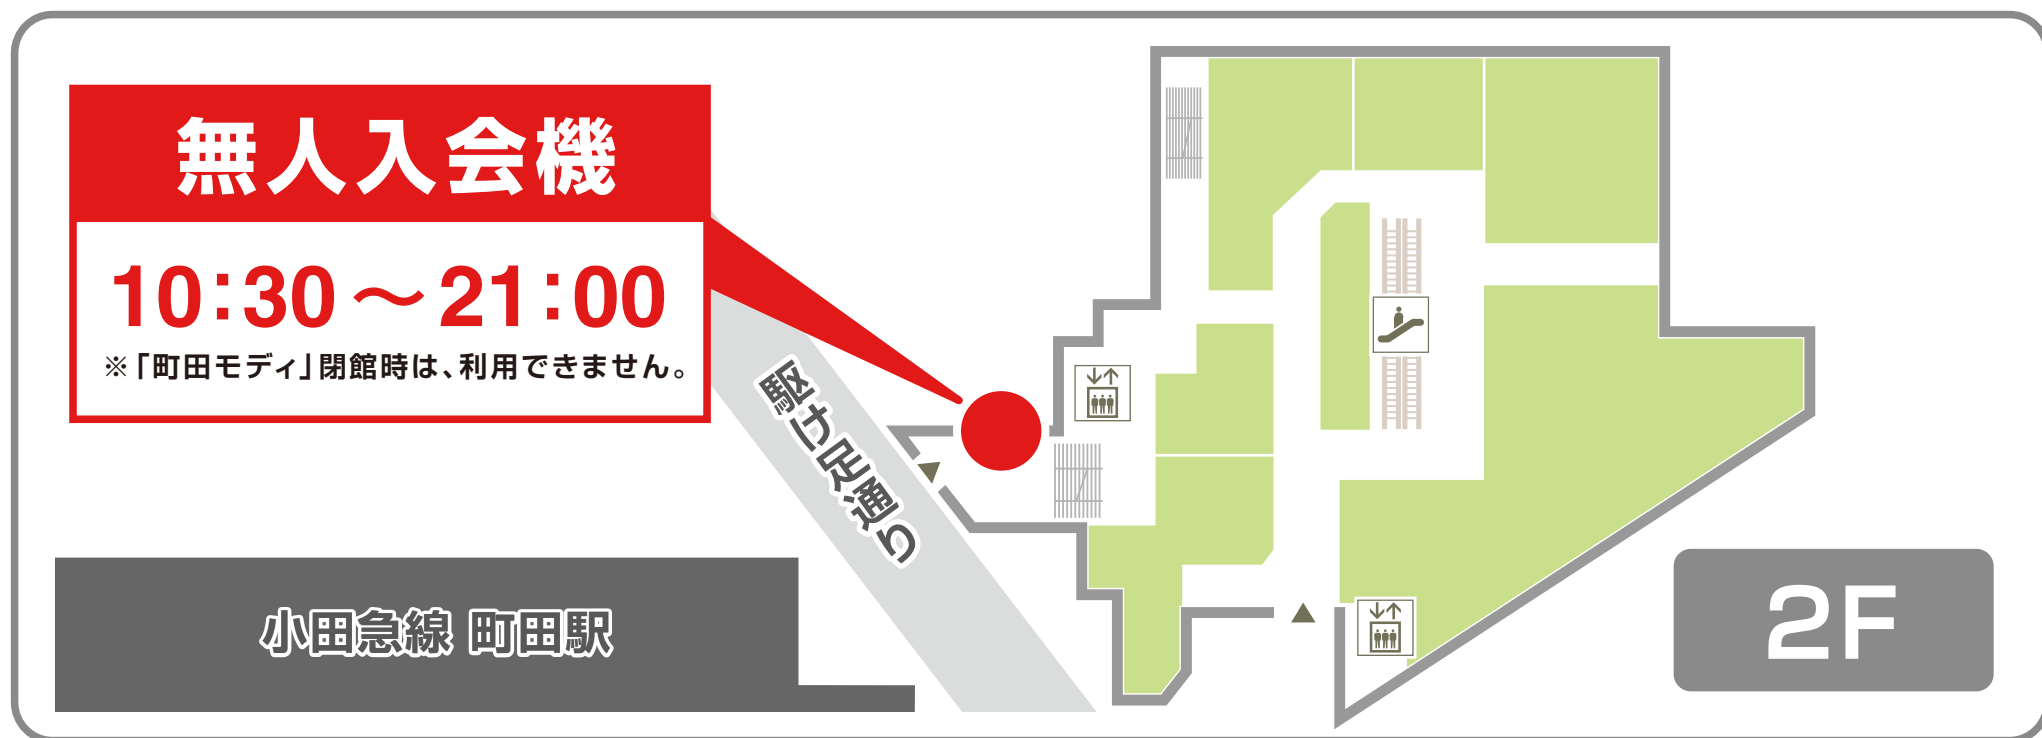 無人入会機
10:30～21:00
※「町田モディ」閉館時は、利用できません。
駆け足通り
小田急線 町田駅
2F